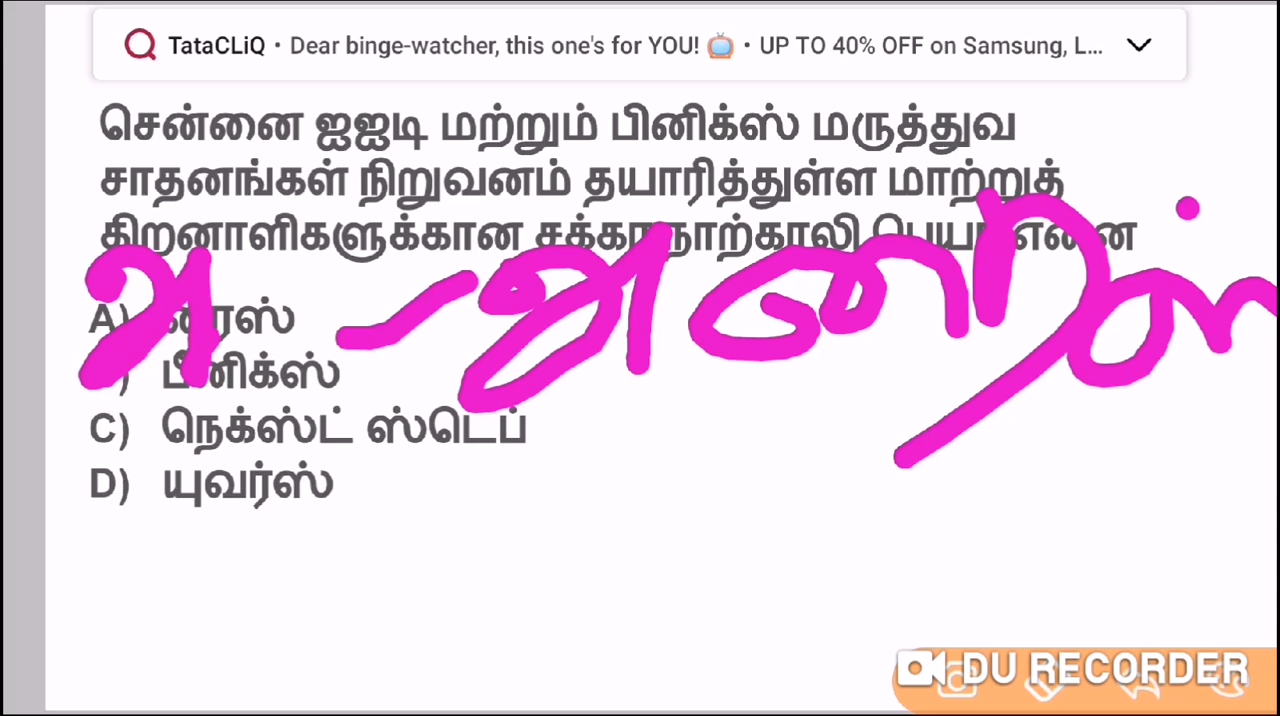 TataCLiQ • Dear binge-watcher, this one's for YOU! 📺 • UP TO 40% OFF on Samsung, L...
சென்னை ஐஐடி மற்றும் பினிக்ஸ் மருத்துவ
சாதனங்கள் நிறுவனம் தயாரித்துள்ள மாற்றுத்
திறனாளிகளுக்கான சக்கர நாற்காலி பெயர் என்ன
A)
B) பீனிக்ஸ்
C) நெக்ஸ்ட் ஸ்டெப்
D) யுவர்ஸ்
DU RECORDER